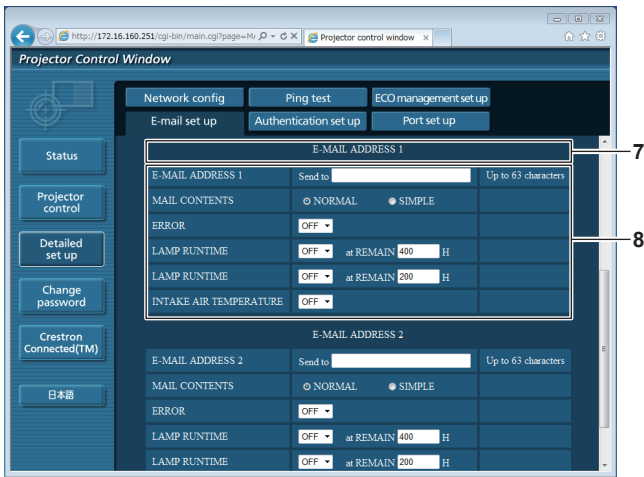 http://172.16.160.251/cgi-bin/main.cgi?page=M
Projector control window
Projector Control Window
Network config Ping test ECO management set up
E-mail set up Authentication set up Port set up
Status
Projector control
Detailed set up
Change password
Crestron Connected(TM)
日本語
E-MAIL ADDRESS 1
7
E-MAIL ADDRESS 1 Send to Up to 63 characters
MAIL CONTENTS NORMAL SIMPLE
ERROR OFF
8
LAMP RUNTIME OFF at REMAIN 400 H
LAMP RUNTIME OFF at REMAIN 200 H
INTAKE AIR TEMPERATURE OFF
E-MAIL ADDRESS 2
E-MAIL ADDRESS 2 Send to Up to 63 characters
MAIL CONTENTS NORMAL SIMPLE
ERROR OFF
LAMP RUNTIME OFF at REMAIN 400 H
LAMP RUNTIME OFF at REMAIN 200 H